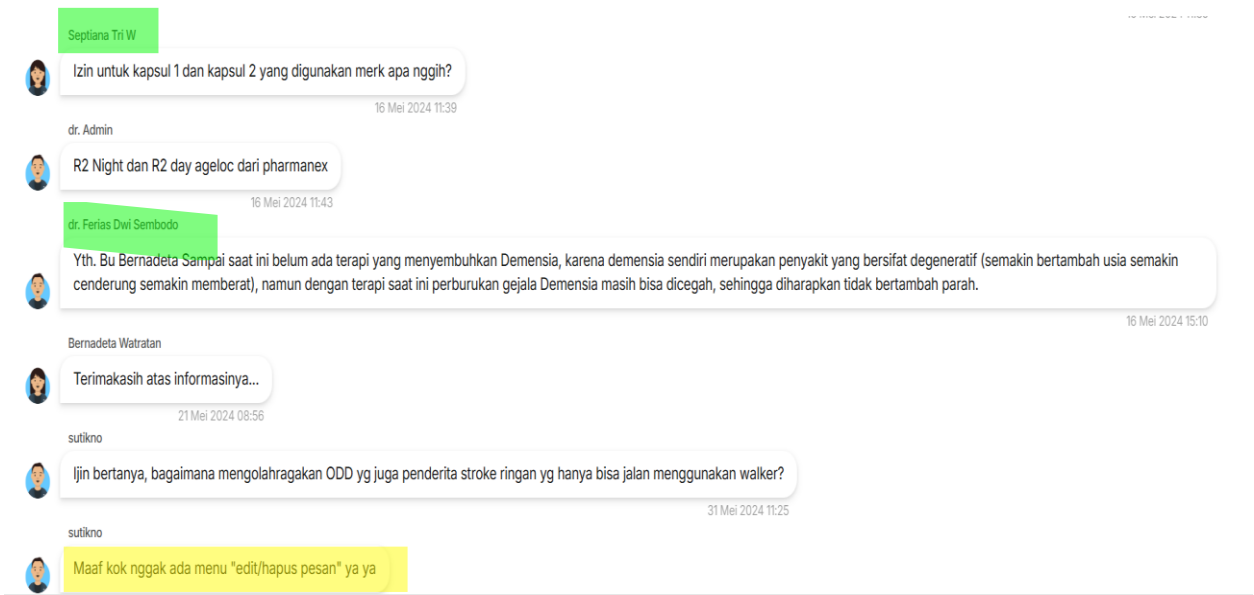 Septiana Tri W
Izin untuk kapsul 1 dan kapsul 2 yang digunakan merk apa nggih?
16 Mei 2024 11:39
dr. Admin
R2 Night dan R2 day ageloc dari pharmanex
16 Mei 2024 11:43
dr. Ferias Dwi Sembodo
Yth. Bu Bernadeta Sampai saat ini belum ada terapi yang menyembuhkan Demensia, karena demensia sendiri merupakan penyakit yang bersifat degeneratif (semakin bertambah usia semakin
cenderung semakin memberat), namun dengan terapi saat ini perburukan gejala Demensia masih bisa dicegah, sehingga diharapkan tidak bertambah parah.
16 Mei 2024 15:10
Bernadeta Watratan
Terimakasih atas informasinya...
21 Mei 2024 08:56
sutikno
Ijin bertanya, bagaimana mengolahragakan ODD yg juga penderita stroke ringan yg hanya bisa jalan menggunakan walker?
31 Mei 2024 11:25
sutikno
Maaf kok nggak ada menu "edit/hapus pesan" ya ya